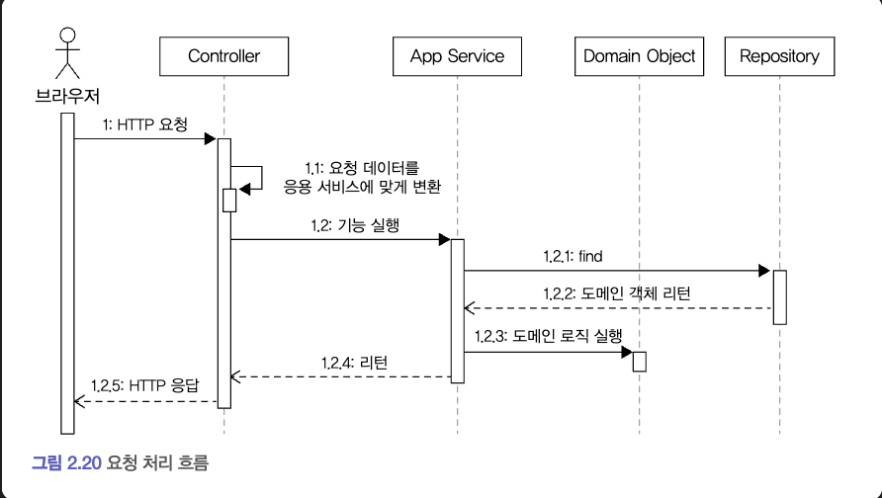 Controller
App Service
Domain Object
Repository
브라우저
1: HTTP 요청
1.1: 요청 데이터를
응용 서비스에 맞게 변환
1.2: 기능 실행
1.2.1: find
1.2.2: 도메인 객체 리턴
1.2.3: 도메인 로직 실행
1.2.4: 리턴
1.2.5: HTTP 응답
그림 2.20 요청 처리 흐름